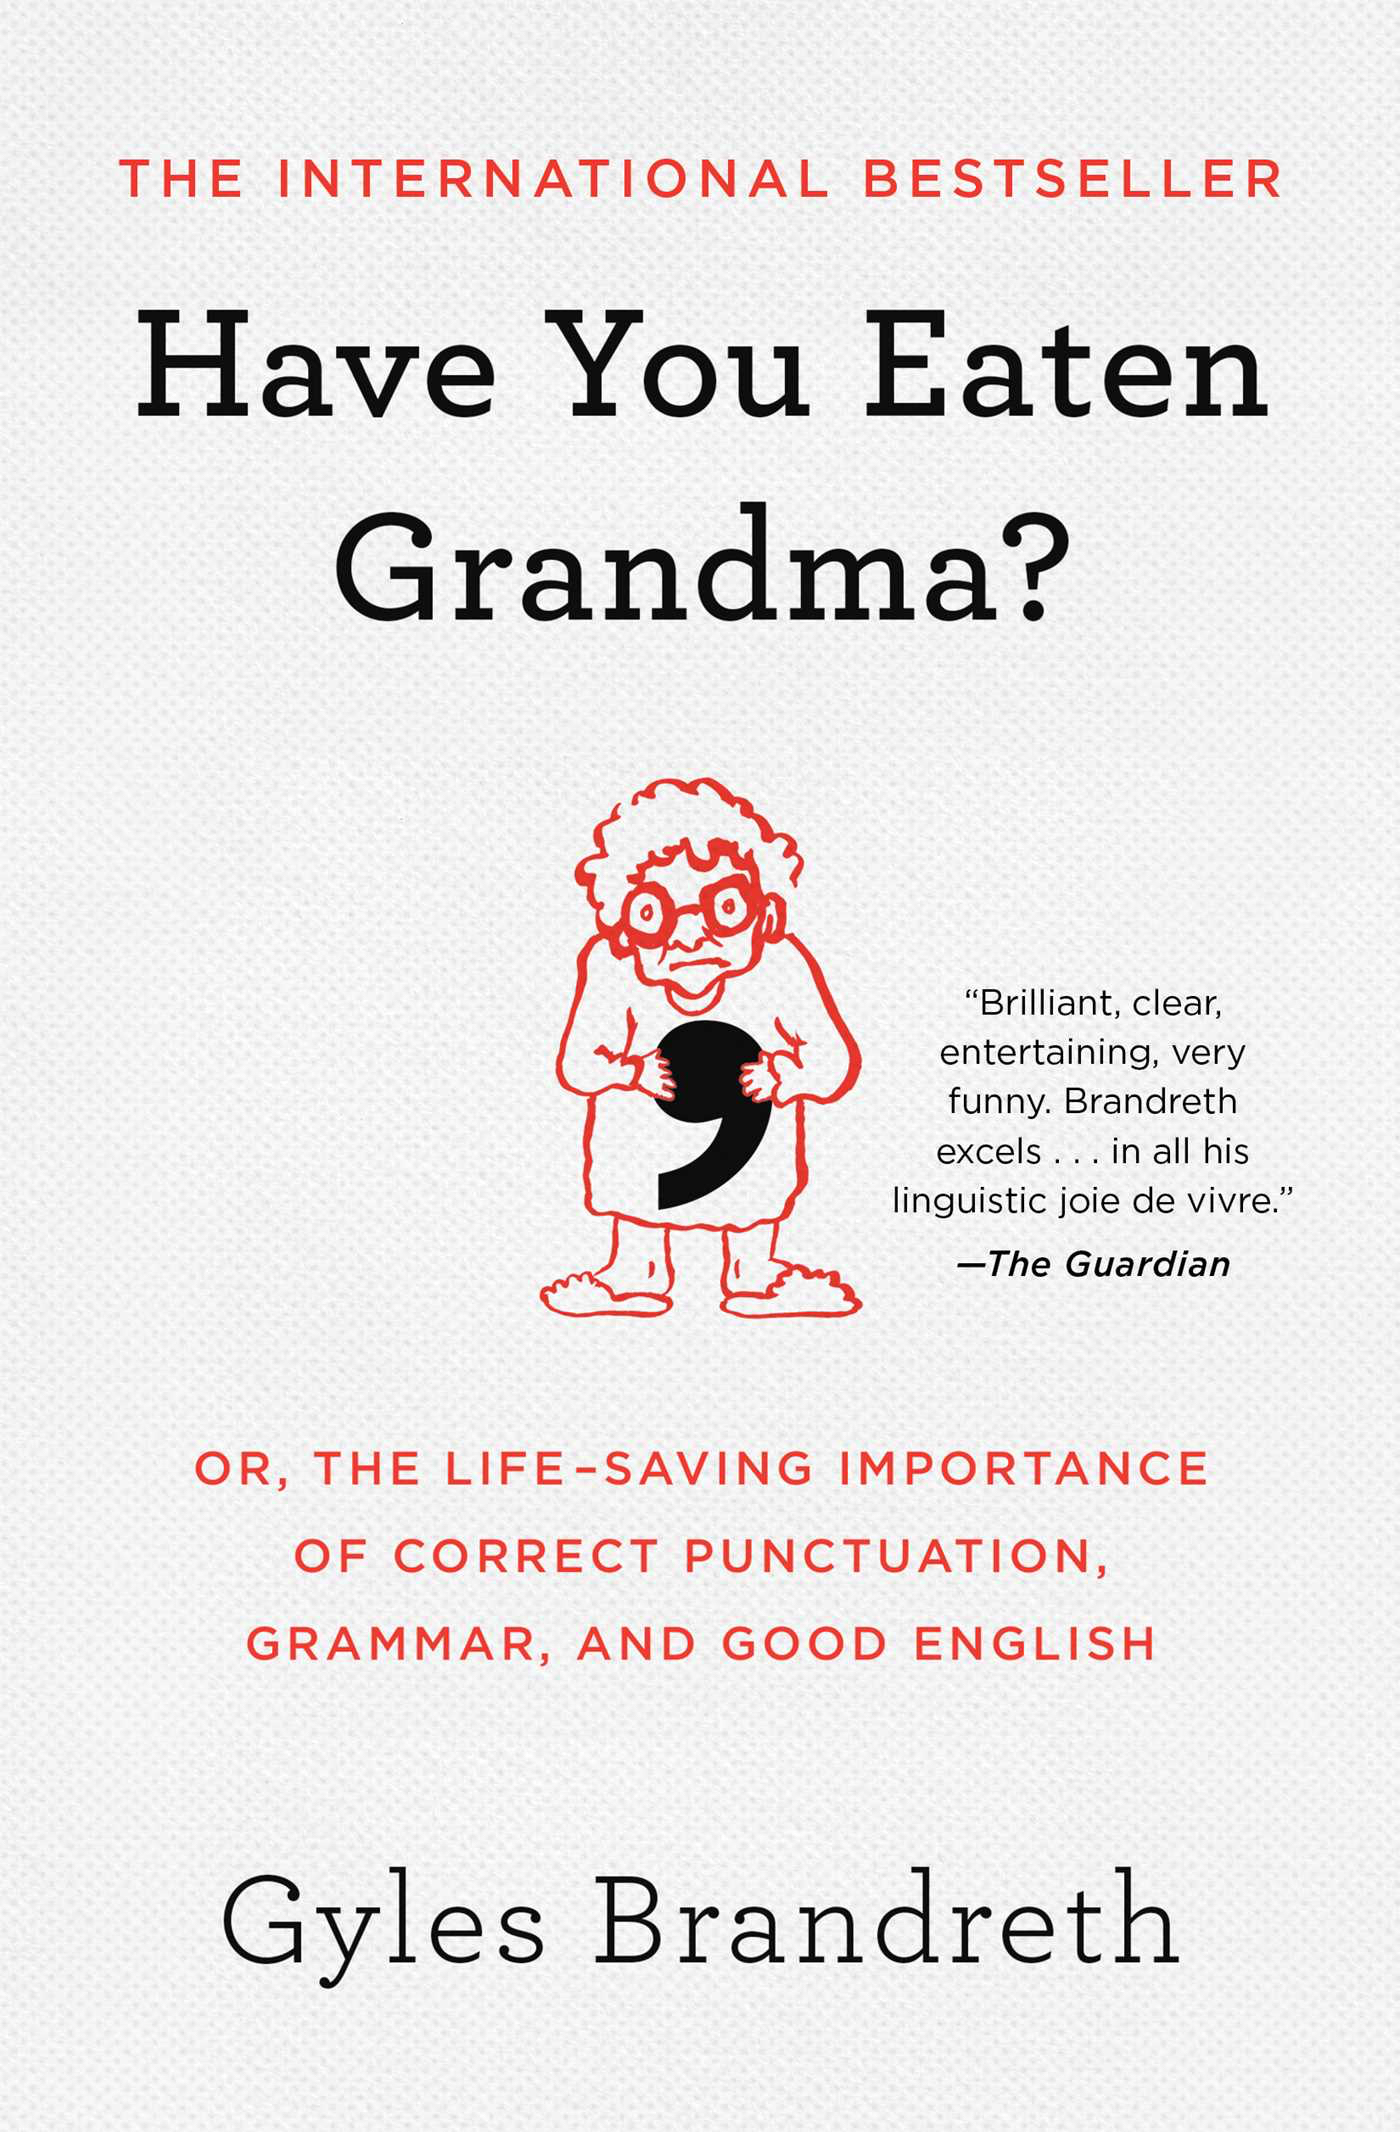 THE INTERNATIONAL BESTSELLER
Have You Eaten
Grandma?
“Brilliant, clear,
entertaining, very
funny. Brandreth
excels . . . in all his
linguistic joie de vivre.”
—The Guardian
OR, THE LIFE–SAVING IMPORTANCE
OF CORRECT PUNCTUATION,
GRAMMAR, AND GOOD ENGLISH
Gyles Brandreth